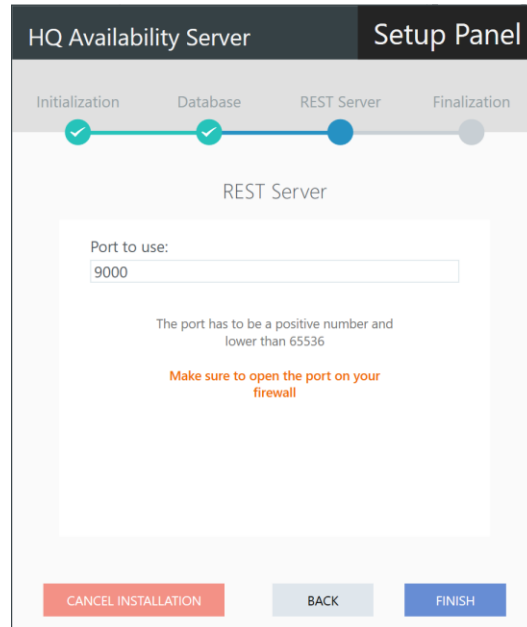 HQ Availability Server
Setup Panel
Initialization
Database
REST Server
Finalization
REST Server
Port to use:
9000
The port has to be a positive number and
lower than 65536
Make sure to open the port on your
firewall
CANCEL INSTALLATION
BACK
FINISH